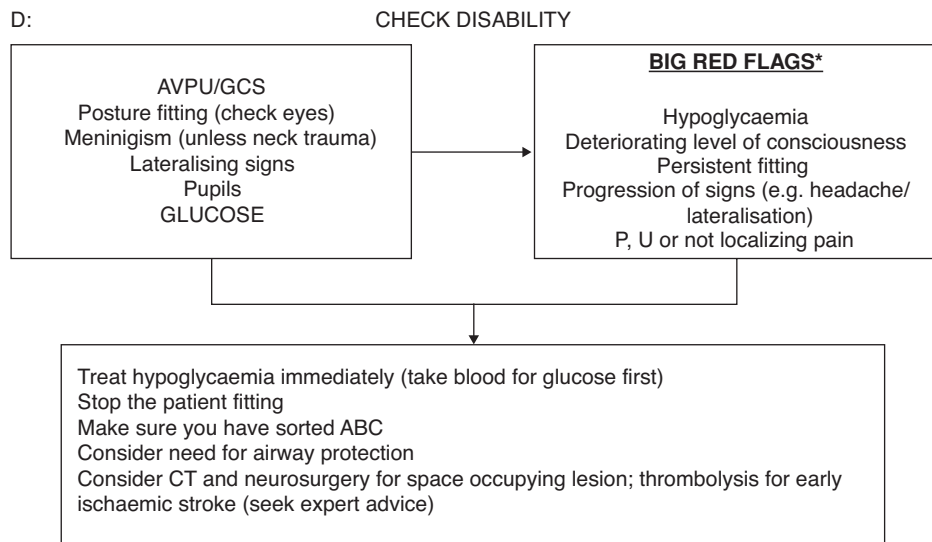 D:
CHECK DISABILITY
AVPU/GCS
Posture fitting (check eyes)
Meninigism (unless neck trauma)
Lateralising signs
Pupils
GLUCOSE
BIG RED FLAGS*
Hypoglycaemia
Deteriorating level of consciousness
Persistent fitting
Progression of signs (e.g. headache/
lateralisation)
P, U or not localizing pain
Treat hypoglycaemia immediately (take blood for glucose first)
Stop the patient fitting
Make sure you have sorted ABC
Consider need for airway protection
Consider CT and neurosurgery for space occupying lesion; thrombolysis for early
ischaemic stroke (seek expert advice)